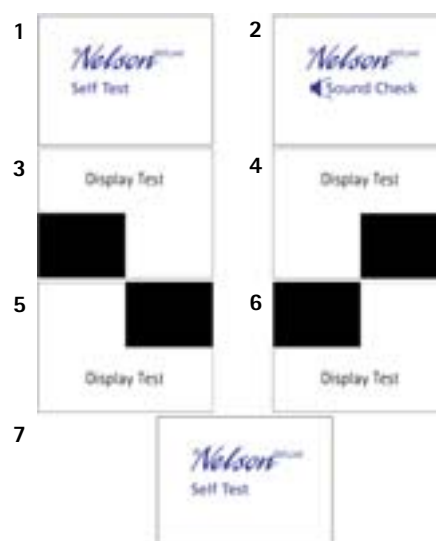 1
Nelson
Self Test
2
Nelson
Sound Check
3
Display Test
4
Display Test
5
Display Test
6
Display Test
7
Nelson
Self Test